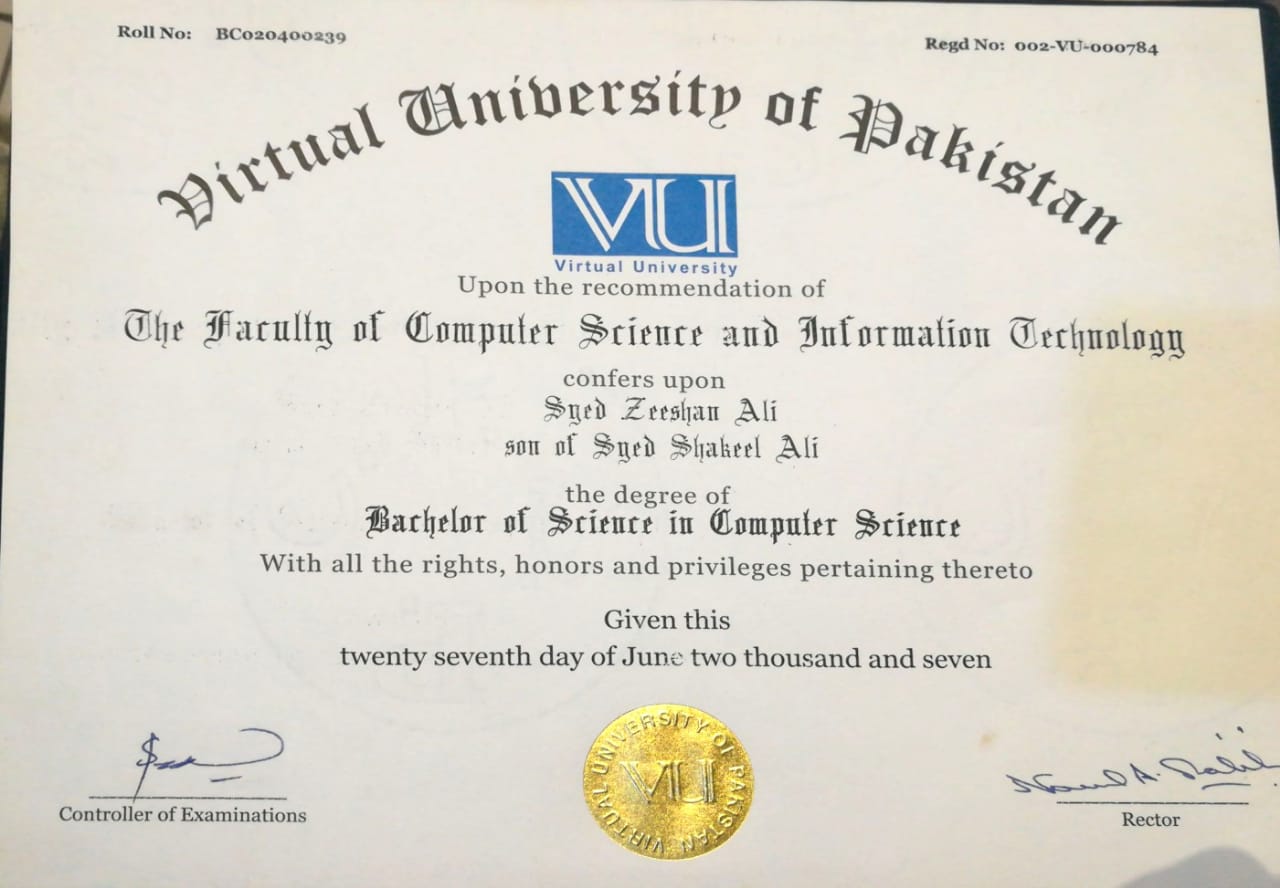 Roll No: BC020400239
Regd No: 002-VU-000784
Virtual University of Pakistan
VU
Virtual University
Upon the recommendation of
The Faculty of Computer Science and Information Technology
confers upon
Syed Zeeshan Ali
son of Syed Shakeel Ali
the degree of
Bachelor of Science in Computer Science
With all the rights, honors and privileges pertaining thereto
Given this
twenty seventh day of June two thousand and seven
VIRTUAL UNIVERSITY OF PAKISTAN
VU
Controller of Examinations
Rector